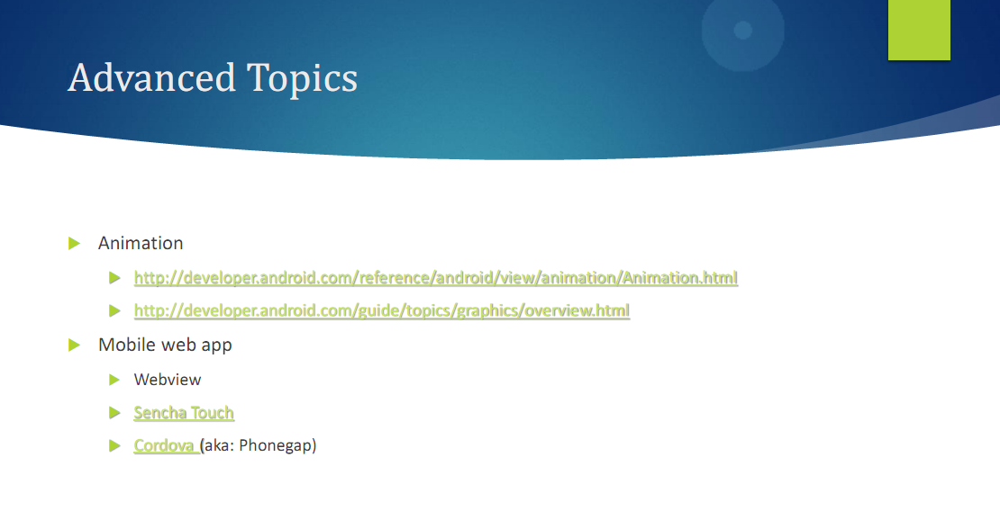 Advanced Topics
Animation
http://developer.android.com/reference/android/view/animation/Animation.html
http://developer.android.com/guide/topics/graphics/overview.html
Mobile web app
Webview
Sencha Touch
Cordova (aka: Phonegap)